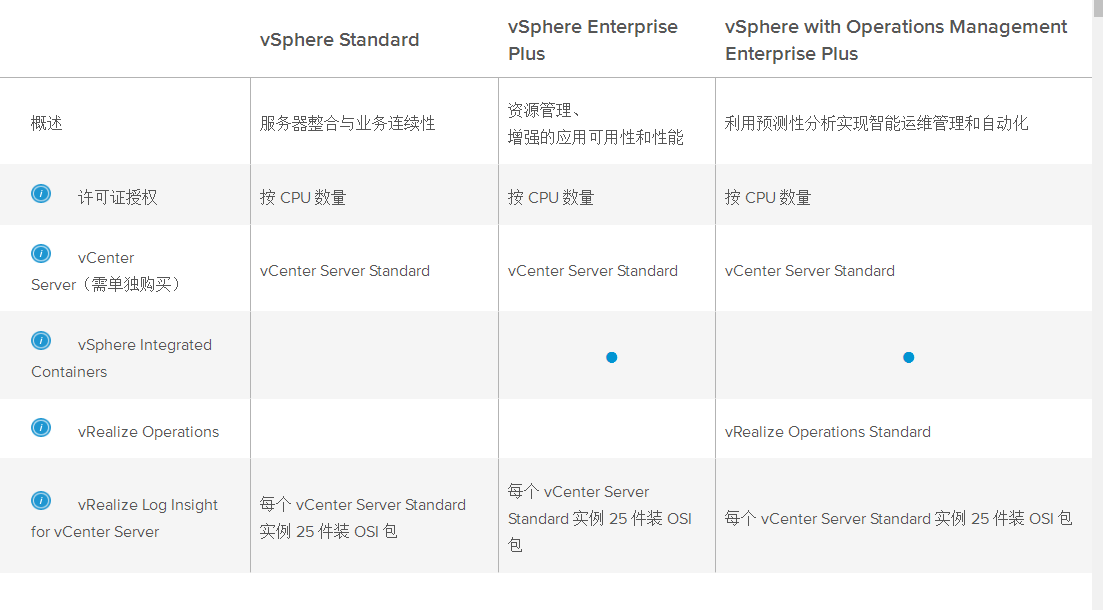 vSphere Standard
vSphere Enterprise
Plus
vSphere with Operations Management
Enterprise Plus
概述
服务器整合与业务连续性
资源管理、
增强的应用可用性和性能
利用预测性分析实现智能运维管理和自动化
许可证授权
按 CPU 数量
按 CPU 数量
按 CPU 数量
vCenter
Server（需单独购买）
vCenter Server Standard
vCenter Server Standard
vCenter Server Standard
vSphere Integrated
Containers
vRealize Operations
vRealize Operations Standard
vRealize Log Insight
for vCenter Server
每个 vCenter Server Standard
实例 25 件装 OSI 包
每个 vCenter Server
Standard 实例 25 件装 OSI
包
每个 vCenter Server Standard 实例 25 件装 OSI 包